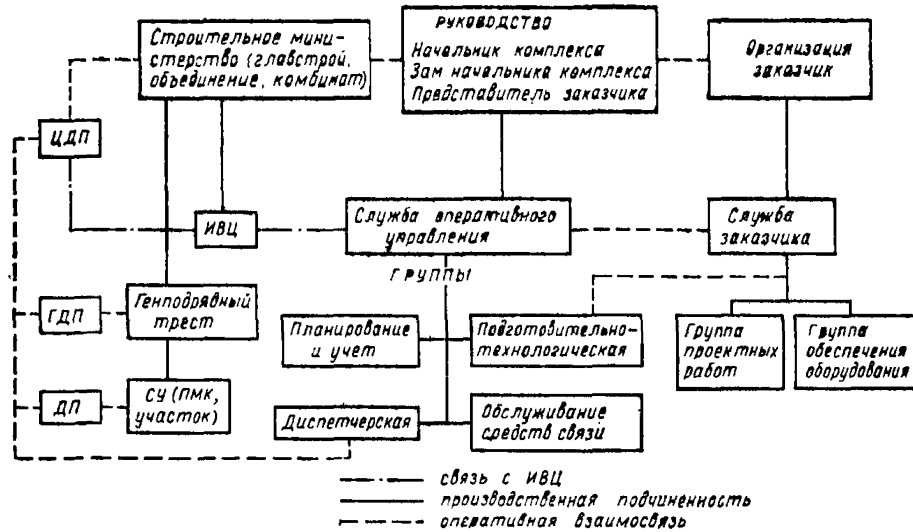 Строительное мини-
стерство (главстрой,
объединение, комбинат)
РУКОВОДСТВО
Начальник комплекса
Зам начальника комплекса
Представитель заказчика
Организация
заказчик
ЦДП
ИВЦ
Служба оперативного
управления
Служба
заказчика
ГРУППЫ
ГДП
Генподрявный
трест
Планирование
и учет
Подготовительно-
технологическая
Группа
проектных
работ
Группа
обеспечения
оборудования
ДП
СУ (ПМК,
участок)
Диспетчерская
Обслуживание
средств связи
связь с ИВЦ
производственная подчиненность
оперативная взаимосвязь